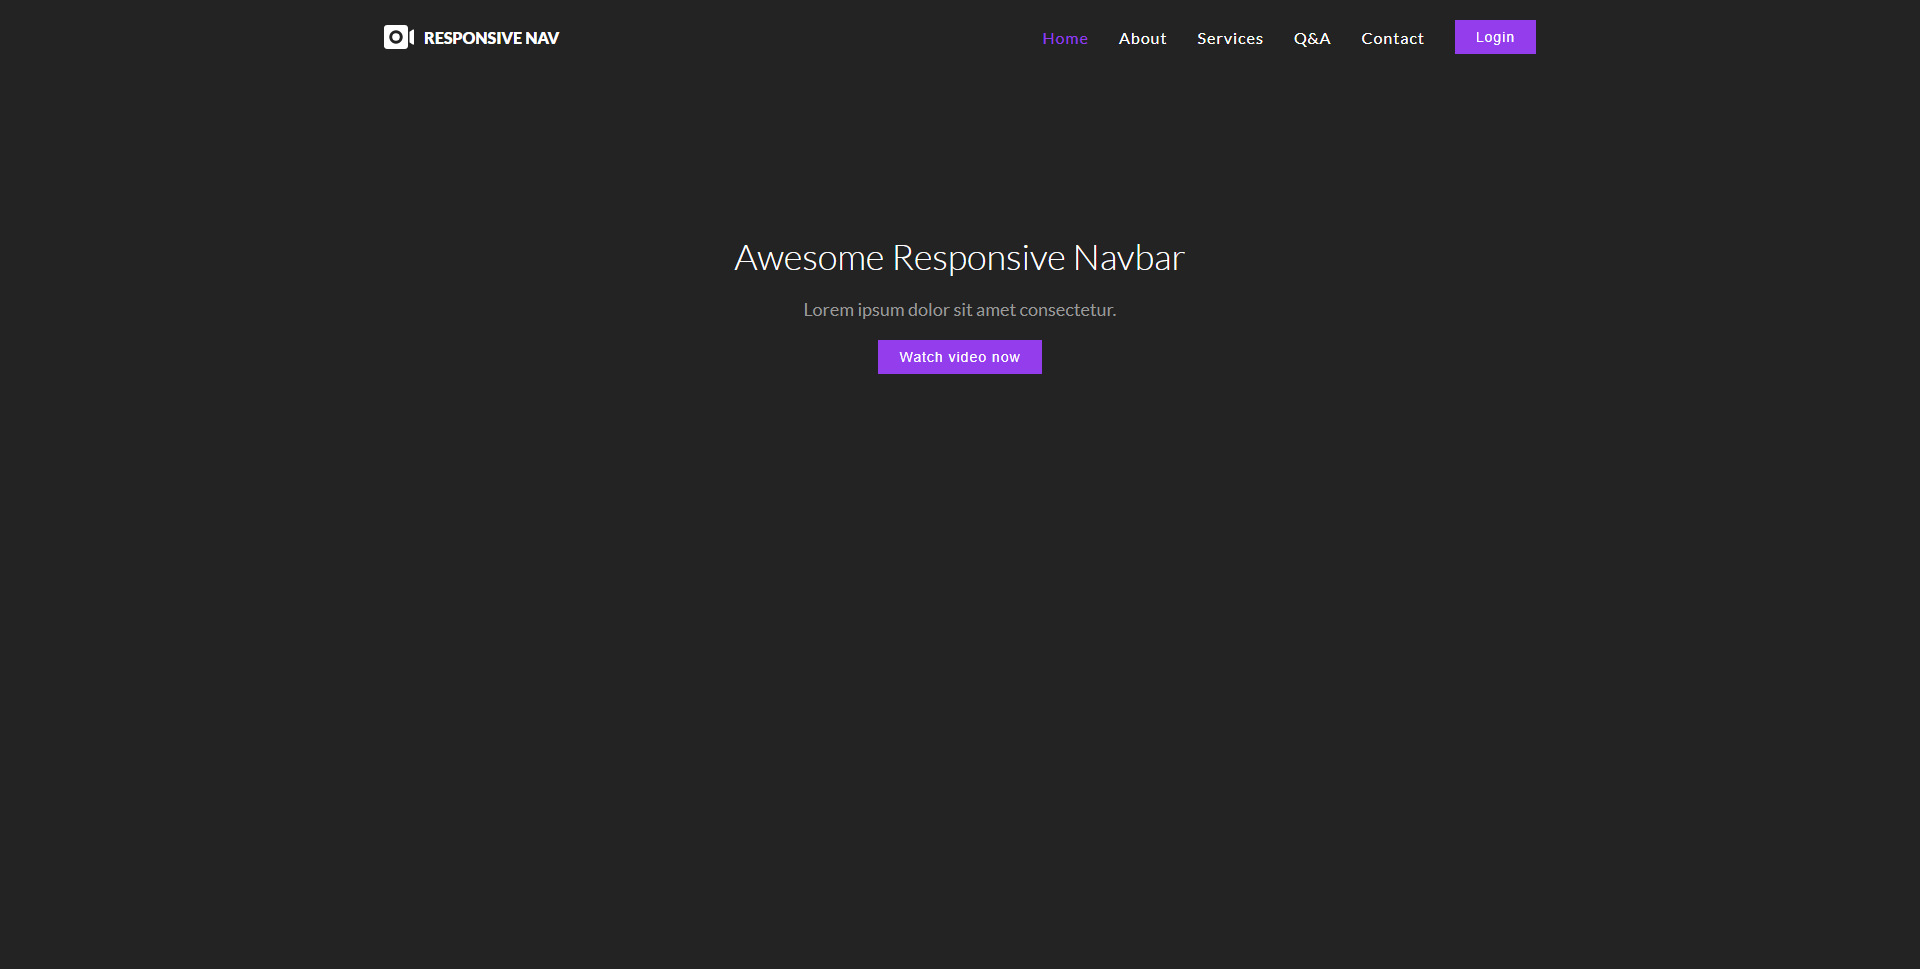 RESPONSIVE NAV
Home About Services Q&A Contact Login
Awesome Responsive Navbar
Lorem ipsum dolor sit amet consectetur.
Watch video now